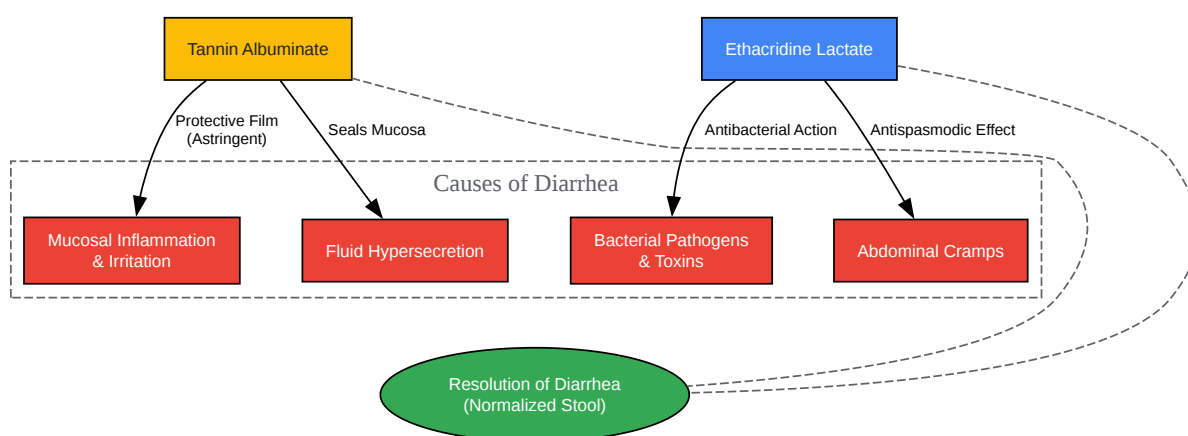 Tannin Albuminate
Ethacridine Lactate
Protective Film
(Astringent)
Seals Mucosa
Antibacterial Action
Antispasmodic Effect
Causes of Diarrhea
Mucosal Inflammation
& Irritation
Fluid Hypersecretion
Bacterial Pathogens
& Toxins
Abdominal Cramps
Resolution of Diarrhea
(Normalized Stool)